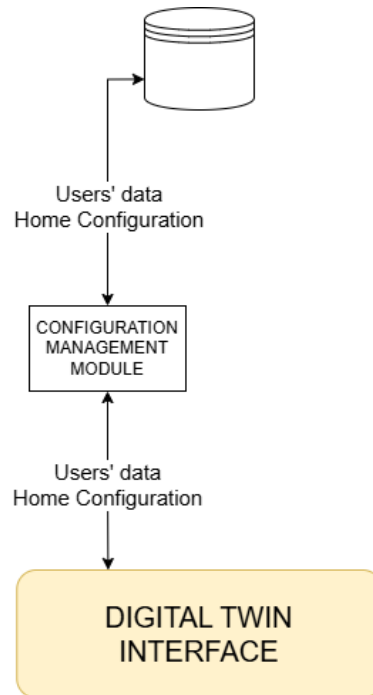 Users' data
Home Configuration
CONFIGURATION
MANAGEMENT
MODULE
Users' data
Home Configuration
DIGITAL TWIN
INTERFACE